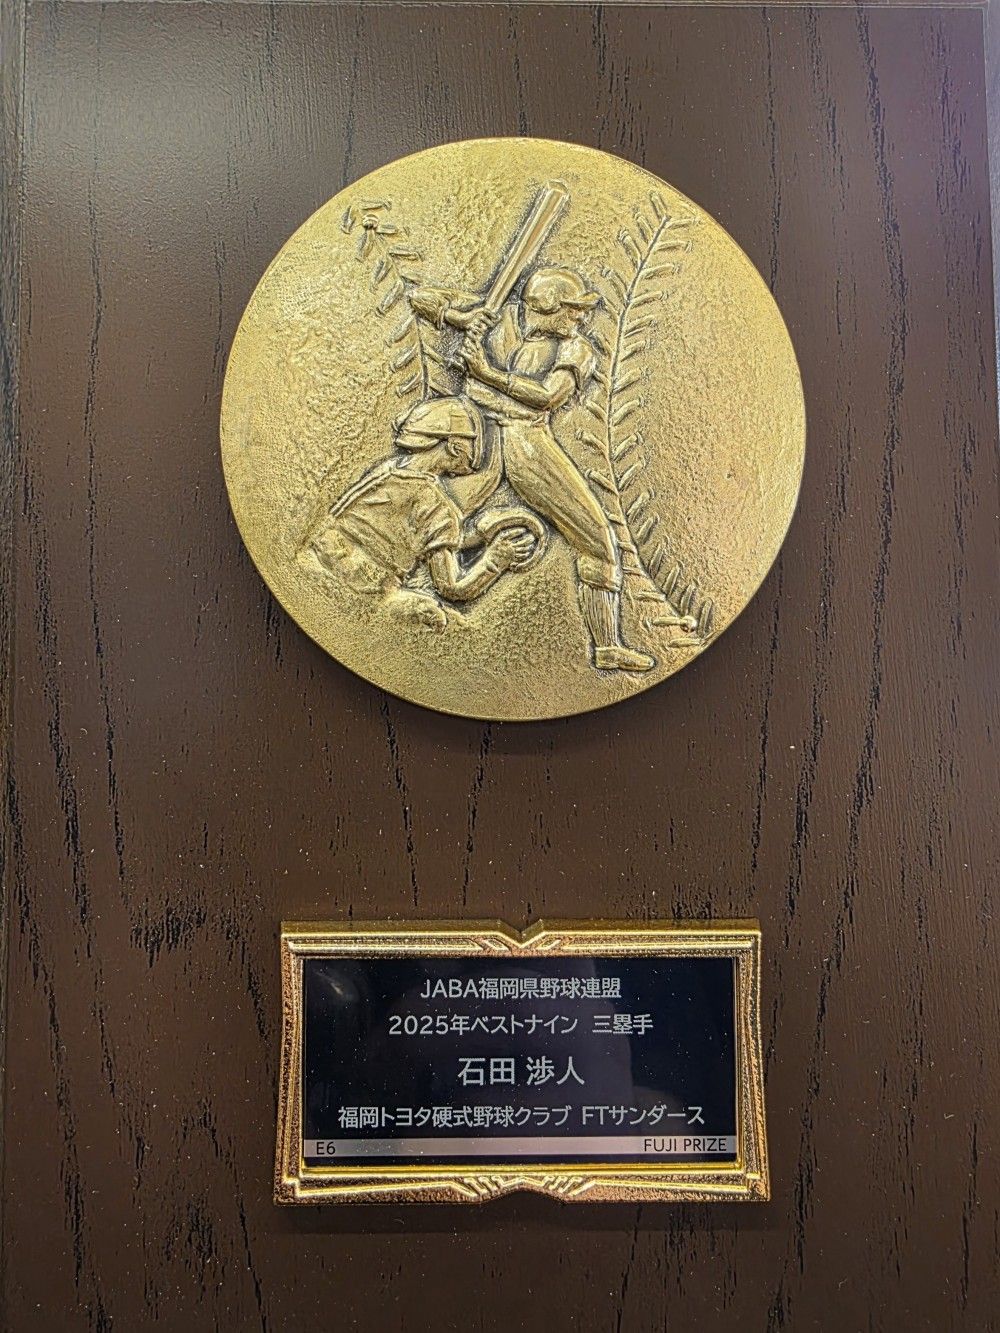 JABA福岡県野球連盟
2025年ベストナイン 三塁手
石田 渉人
福岡トヨタ硬式野球クラブ FTサンダース
E6 FUJI PRIZE